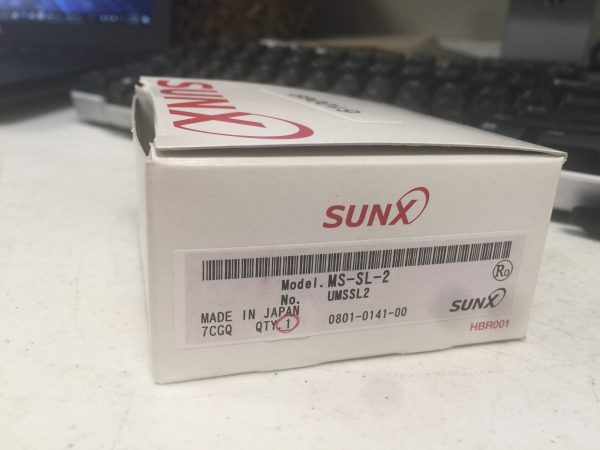 SUNX
SUNX
Model. MS-SL-2
No. UMSSL2
Ro
MADE IN JAPAN
7CGQ QTY. 1 0801-0141-00
SUNX
HBR001